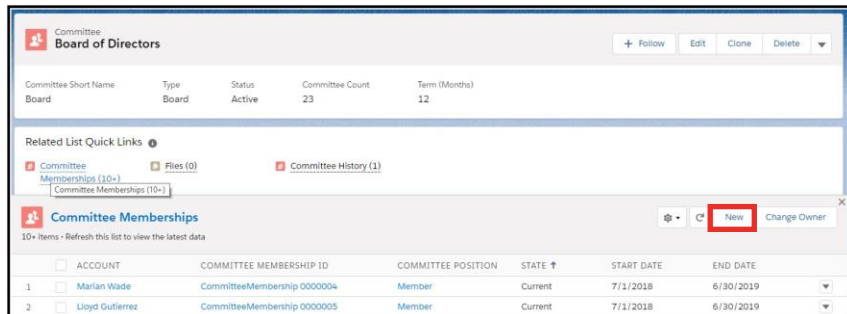 Committee
Board of Directors
+ Follow Edit Clone Delete
Committee Short Name Type Status Committee Count Term (Months)
Board Board Active 23 12
Related List Quick Links
Committee Memberships (10+) Files (0) Committee History (1)
Committee Memberships (10+)
Committee Memberships New Change Owner
10+ items • Refresh this list to view the latest data
ACCOUNT COMMITTEE MEMBERSHIP ID COMMITTEE POSITION STATE ↑ START DATE END DATE
1 Marian Wade CommitteeMembership 0000004 Member Current 7/1/2018 6/30/2019
2 Lloyd Gutierrez CommitteeMembership 0000005 Member Current 7/1/2018 6/30/2019